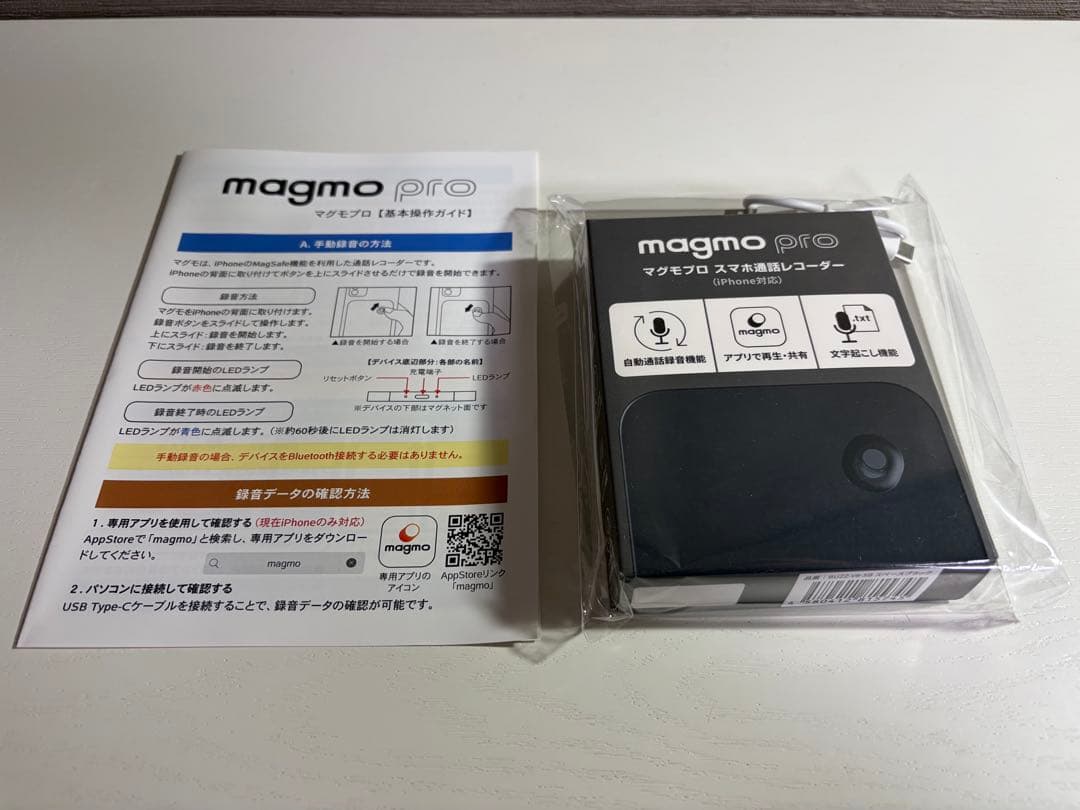 magmo pro
マグモプロ【基本操作ガイド】
A. 手動録音の方法
マグモは、iPhoneのMagSafe機能を利用した通話レコーダーです。
iPhoneの背面に取り付けてボタンを上にスライドさせるだけで録音を開始できます。
録音方法
マグモをiPhoneの背面に取り付けます。
録音ボタンをスライドして操作します。
上にスライド:録音を開始します。
下にスライド:録音を終了します。
▲録音を開始する場合
▲録音を終了する場合
録音開始のLEDランプ
LEDランプが赤色に点滅します。
【デバイス底辺部分:各部の名前】
充電端子
リセットボタン
LEDランプ
※デバイスの下部はマグネット面です
録音終了時のLEDランプ
LEDランプが青色に点滅します。(※約60秒後にLEDランプは消灯します)
手動録音の場合、デバイスをBluetooth接続する必要はありません。
録音データの確認方法
1. 専用アプリを使用して確認する(現在iPhoneのみ対応)
AppStoreで「magmo」と検索し、専用アプリをダウンロー
ドしてください。
magmo
magmo
専用アプリの
アイコン
AppStoreリンク
「magmo」
2. パソコンに接続して確認する
USB Type-Cケーブルを接続することで、録音データの確認が可能です。
magmo pro
マグモプロ スマホ通話レコーダー
(iPhone対応)
自動通話録音機能
magmo
アプリで再生・共有
.txt
文字起こし機能